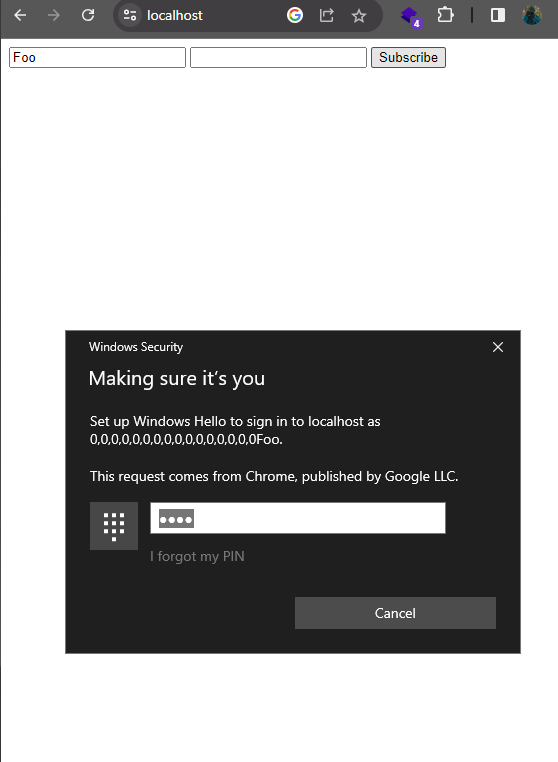 localhost
4
Foo
Subscribe
Windows Security
Making sure it's you
Set up Windows Hello to sign in to localhost as
0,0,0,0,0,0,0,0,0,0,0,0,0,0,0,0Foo.
This request comes from Chrome, published by Google LLC.
I forgot my PIN
Cancel